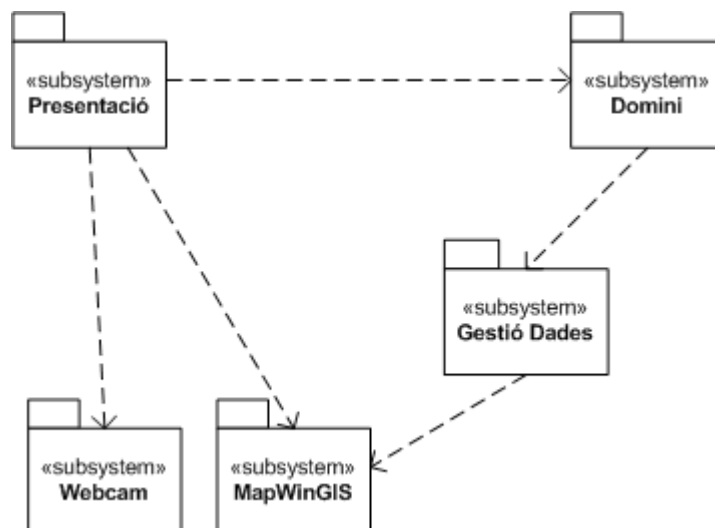 «subsystem»
Presentació
«subsystem»
Domini
«subsystem»
Gestió Dades
«subsystem»
Webcam
«subsystem»
MapWinGIS